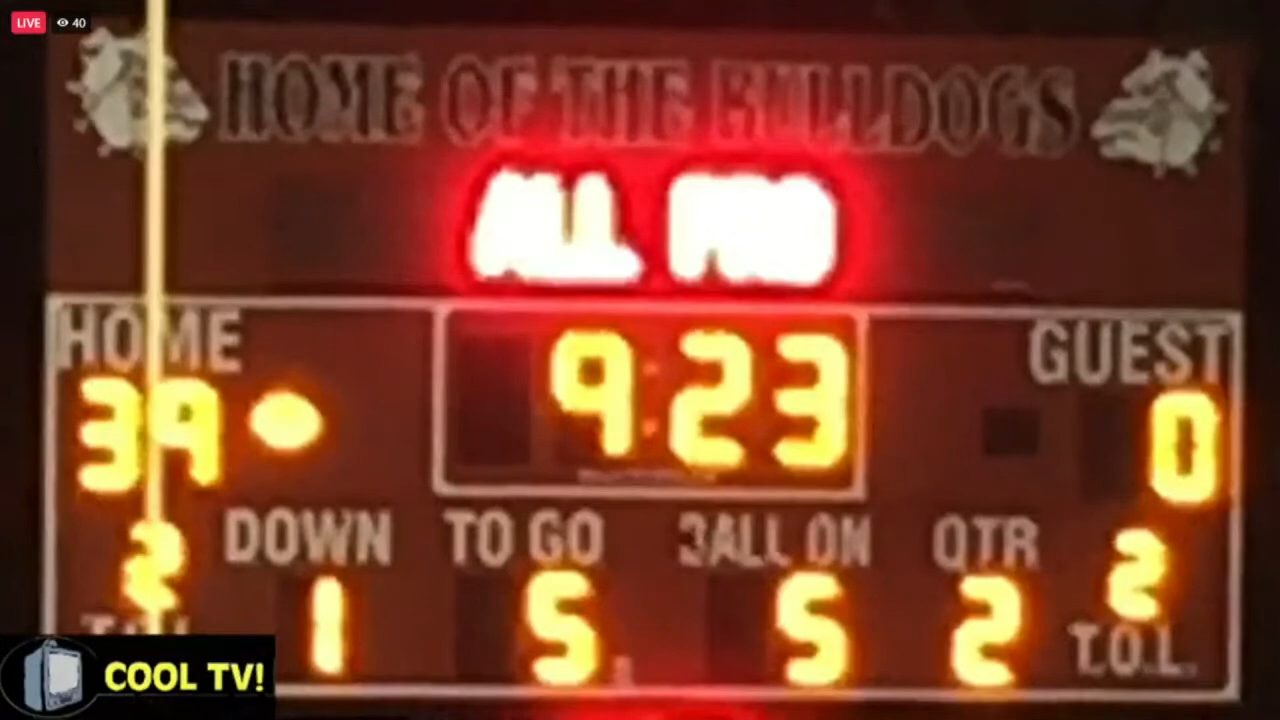 LIVE 40
HOME OF THE BULLDOGS
ALL PRO
HOME
GUEST
9:23
39
0
DOWN TO GO BALL ON QTR
2
2
1 5 5 2
T.O.L.
T.O.L.
COOL TV!